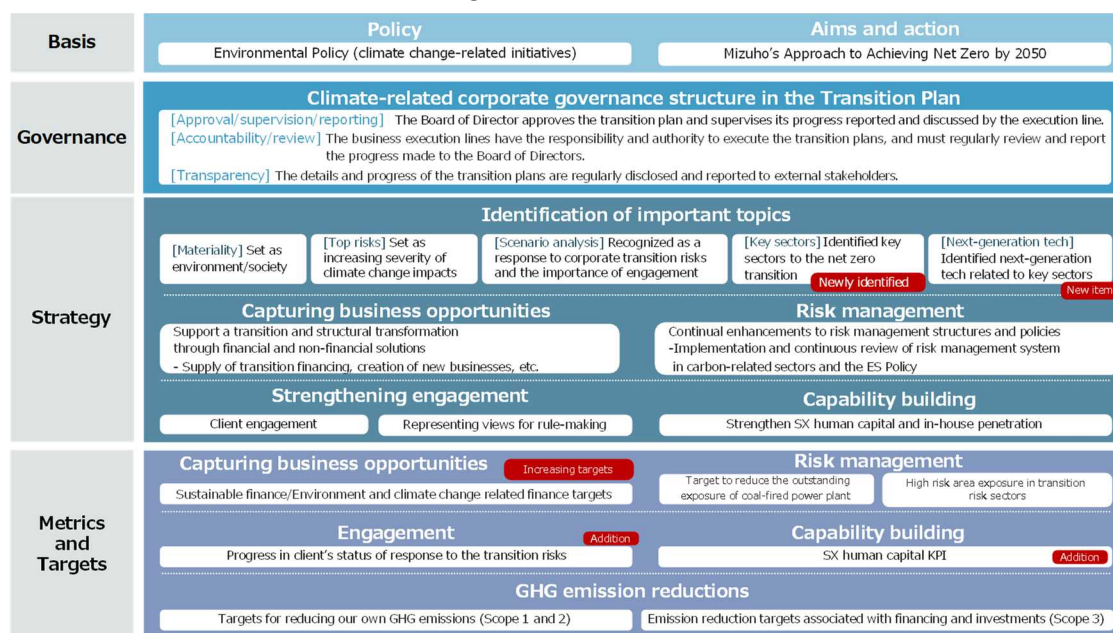 Basis
Policy
Environmental Policy (climate change-related initiatives)
Aims and action
Mizuho's Approach to Achieving Net Zero by 2050
Governance
Climate-related corporate governance structure in the Transition Plan
[Approval/supervision/reporting] The Board of Director approves the transition plan and supervises its progress reported and discussed by the execution line.
[Accountability/review] The business execution lines have the responsibility and authority to execute the transition plans, and must regularly review and report
the progress made to the Board of Directors.
[Transparency] The details and progress of the transition plans are regularly disclosed and reported to external stakeholders.
Strategy
Identification of important topics
[Materiality] Set as
environment/society
[Top risks] Set as
increasing severity of
climate change impacts
[Scenario analysis] Recognized as a
response to corporate transition risks
and the importance of engagement
[Key sectors] Identified key
sectors to the net zero
transition
Newly identified
[Next-generation tech]
Identified next-generation
tech related to key sectors
New item
Capturing business opportunities
Support a transition and structural transformation
through financial and non-financial solutions
- Supply of transition financing, creation of new businesses, etc.
Risk management
Continual enhancements to risk management structures and policies
-Implementation and continuous review of risk management system
in carbon-related sectors and the ES Policy
Strengthening engagement
Client engagement
Representing views for rule-making
Capability building
Strengthen SX human capital and in-house penetration
Metrics
and
Targets
Capturing business opportunities
Increasing targets
Sustainable finance/Environment and climate change related finance targets
Risk management
Target to reduce the outstanding
exposure of coal-fired power plant
High risk area exposure in transition
risk sectors
Engagement
Addition
Progress in client's status of response to the transition risks
Capability building
SX human capital KPI
Addition
GHG emission reductions
Targets for reducing our own GHG emissions (Scope 1 and 2)
Emission reduction targets associated with financing and investments (Scope 3)